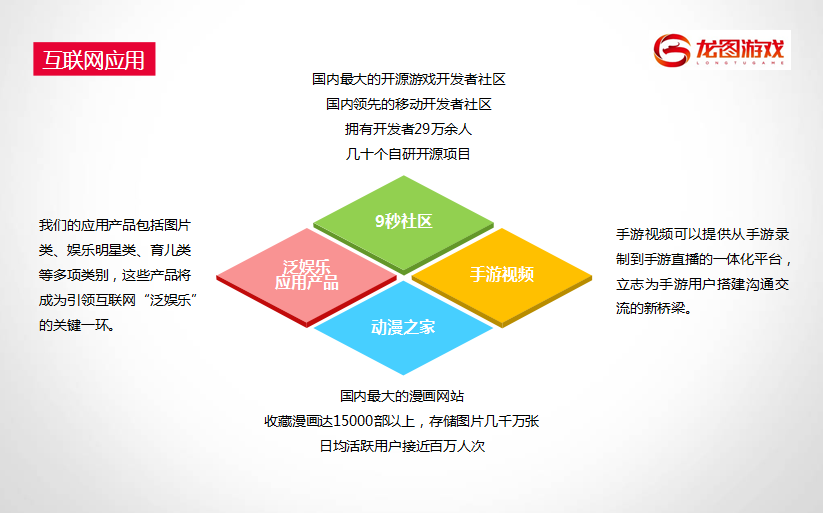 互联网应用
龙图游戏
LONGTUGAME
国内最大的开源游戏开发者社区
国内领先的移动开发者社区
拥有开发者29万余人
几十个自研开源项目
9秒社区
我们的应用产品包括图片
类、娱乐明星类、育儿类
等多项类别，这些产品将
成为引领互联网“泛娱乐”
的关键一环。
泛娱乐
应用产品
手游视频
手游视频可以提供从手游录
制到手游直播的一体化平台，
立志为手游用户搭建沟通交
流的新桥梁。
动漫之家
国内最大的漫画网站
收藏漫画达15000部以上，存储图片几千万张
日均活跃用户接近百万人次